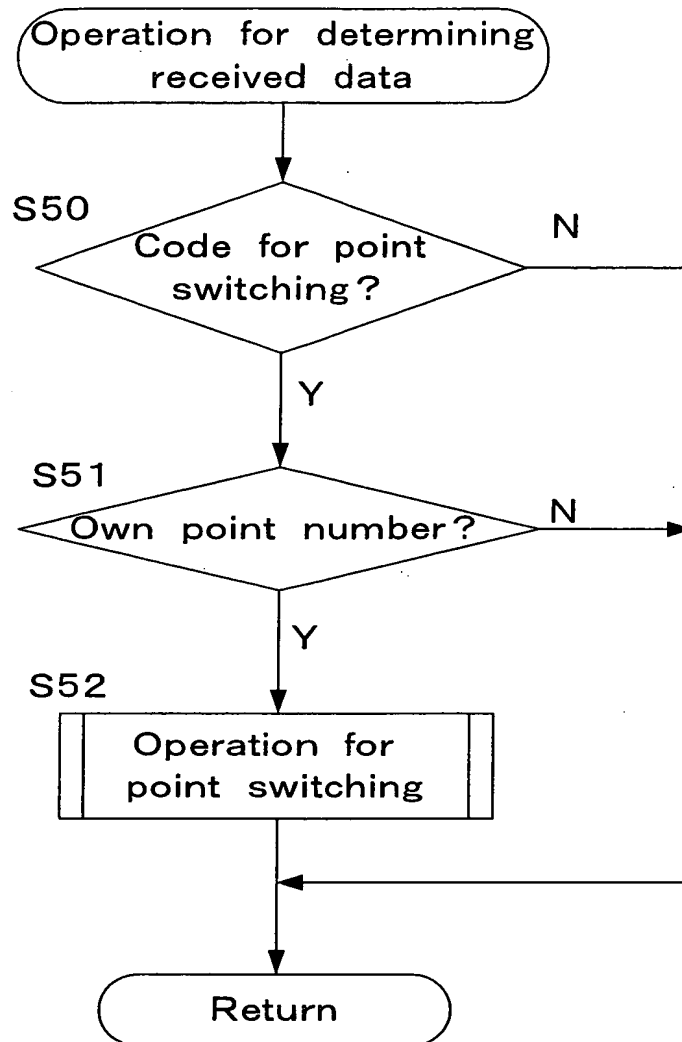 Operation for determining
received data
S50
N
Code for point
switching?
Y
S51
N
Own point number?
Y
S52
Operation for
point switching
Return